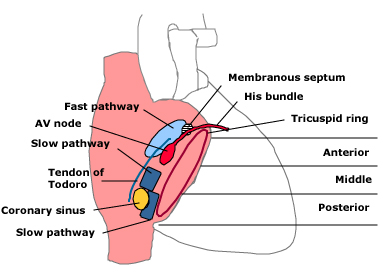 Membranous septum
His bundle
Fast pathway
Tricuspid ring
AV node
Slow pathway
Anterior
Tendon of
Todoro
Middle
Coronary sinus
Posterior
Slow pathway